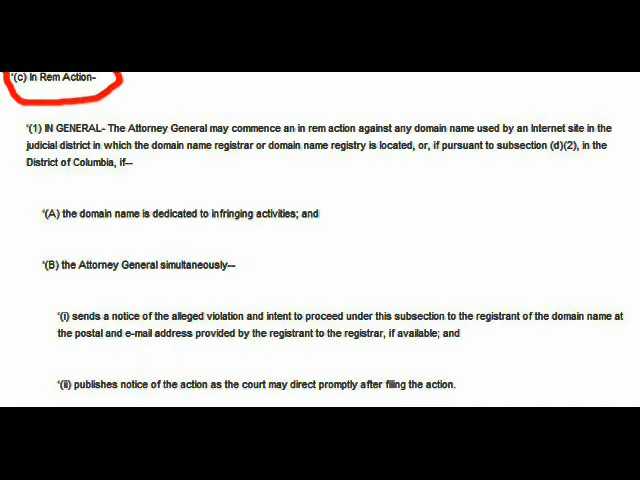 `(c) In Rem Action-
`(1) IN GENERAL- The Attorney General may commence an in rem action against any domain name used by an Internet site in the
judicial district in which the domain name registrar or domain name registry is located, or, if pursuant to subsection (d)(2), in the
District of Columbia, if--
`(A) the domain name is dedicated to infringing activities; and
`(B) the Attorney General simultaneously--
`(i) sends a notice of the alleged violation and intent to proceed under this subsection to the registrant of the domain name at
the postal and e-mail address provided by the registrant to the registrar, if available; and
`(ii) publishes notice of the action as the court may direct promptly after filing the action.